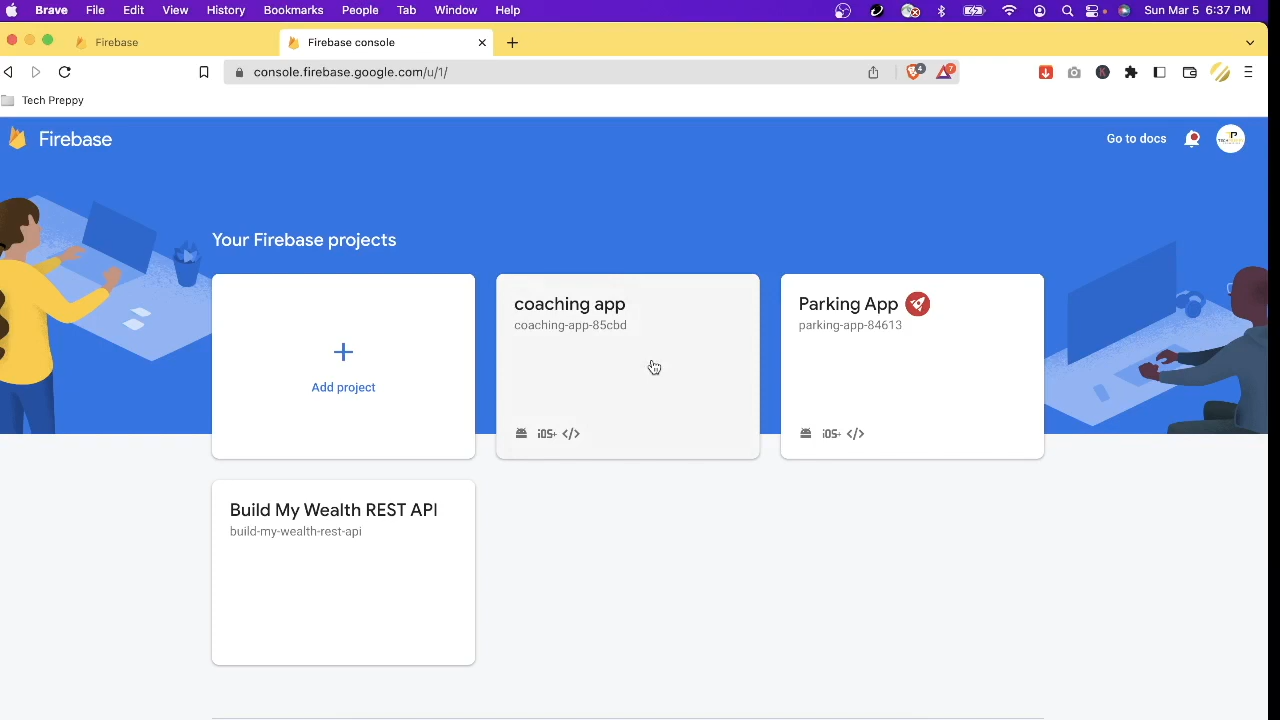 Brave File Edit View History Bookmarks People Tab Window Help Sun Mar 5 6:37 PM
Firebase Firebase console
console.firebase.google.com/u/1/ 4 7 K
Tech Preppy
Firebase Go to docs
Your Firebase projects
Add project
coaching app
coaching-app-85cbd
iOS+ </>
Parking App
parking-app-84613
iOS+ </>
Build My Wealth REST API
build-my-wealth-rest-api